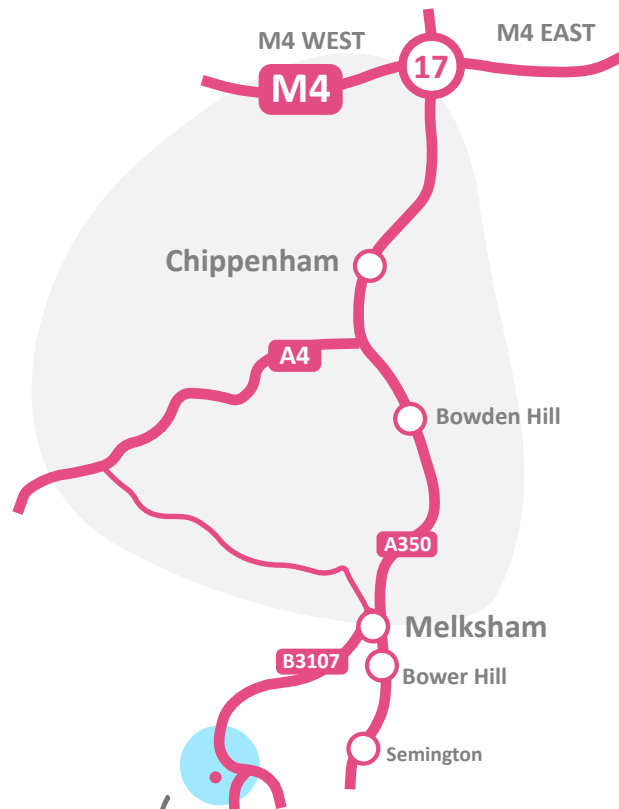 M4 WEST
M4 EAST
17
M4
Chippenham
A4
Bowden Hill
A350
Melksham
B3107
Bower Hill
Semington